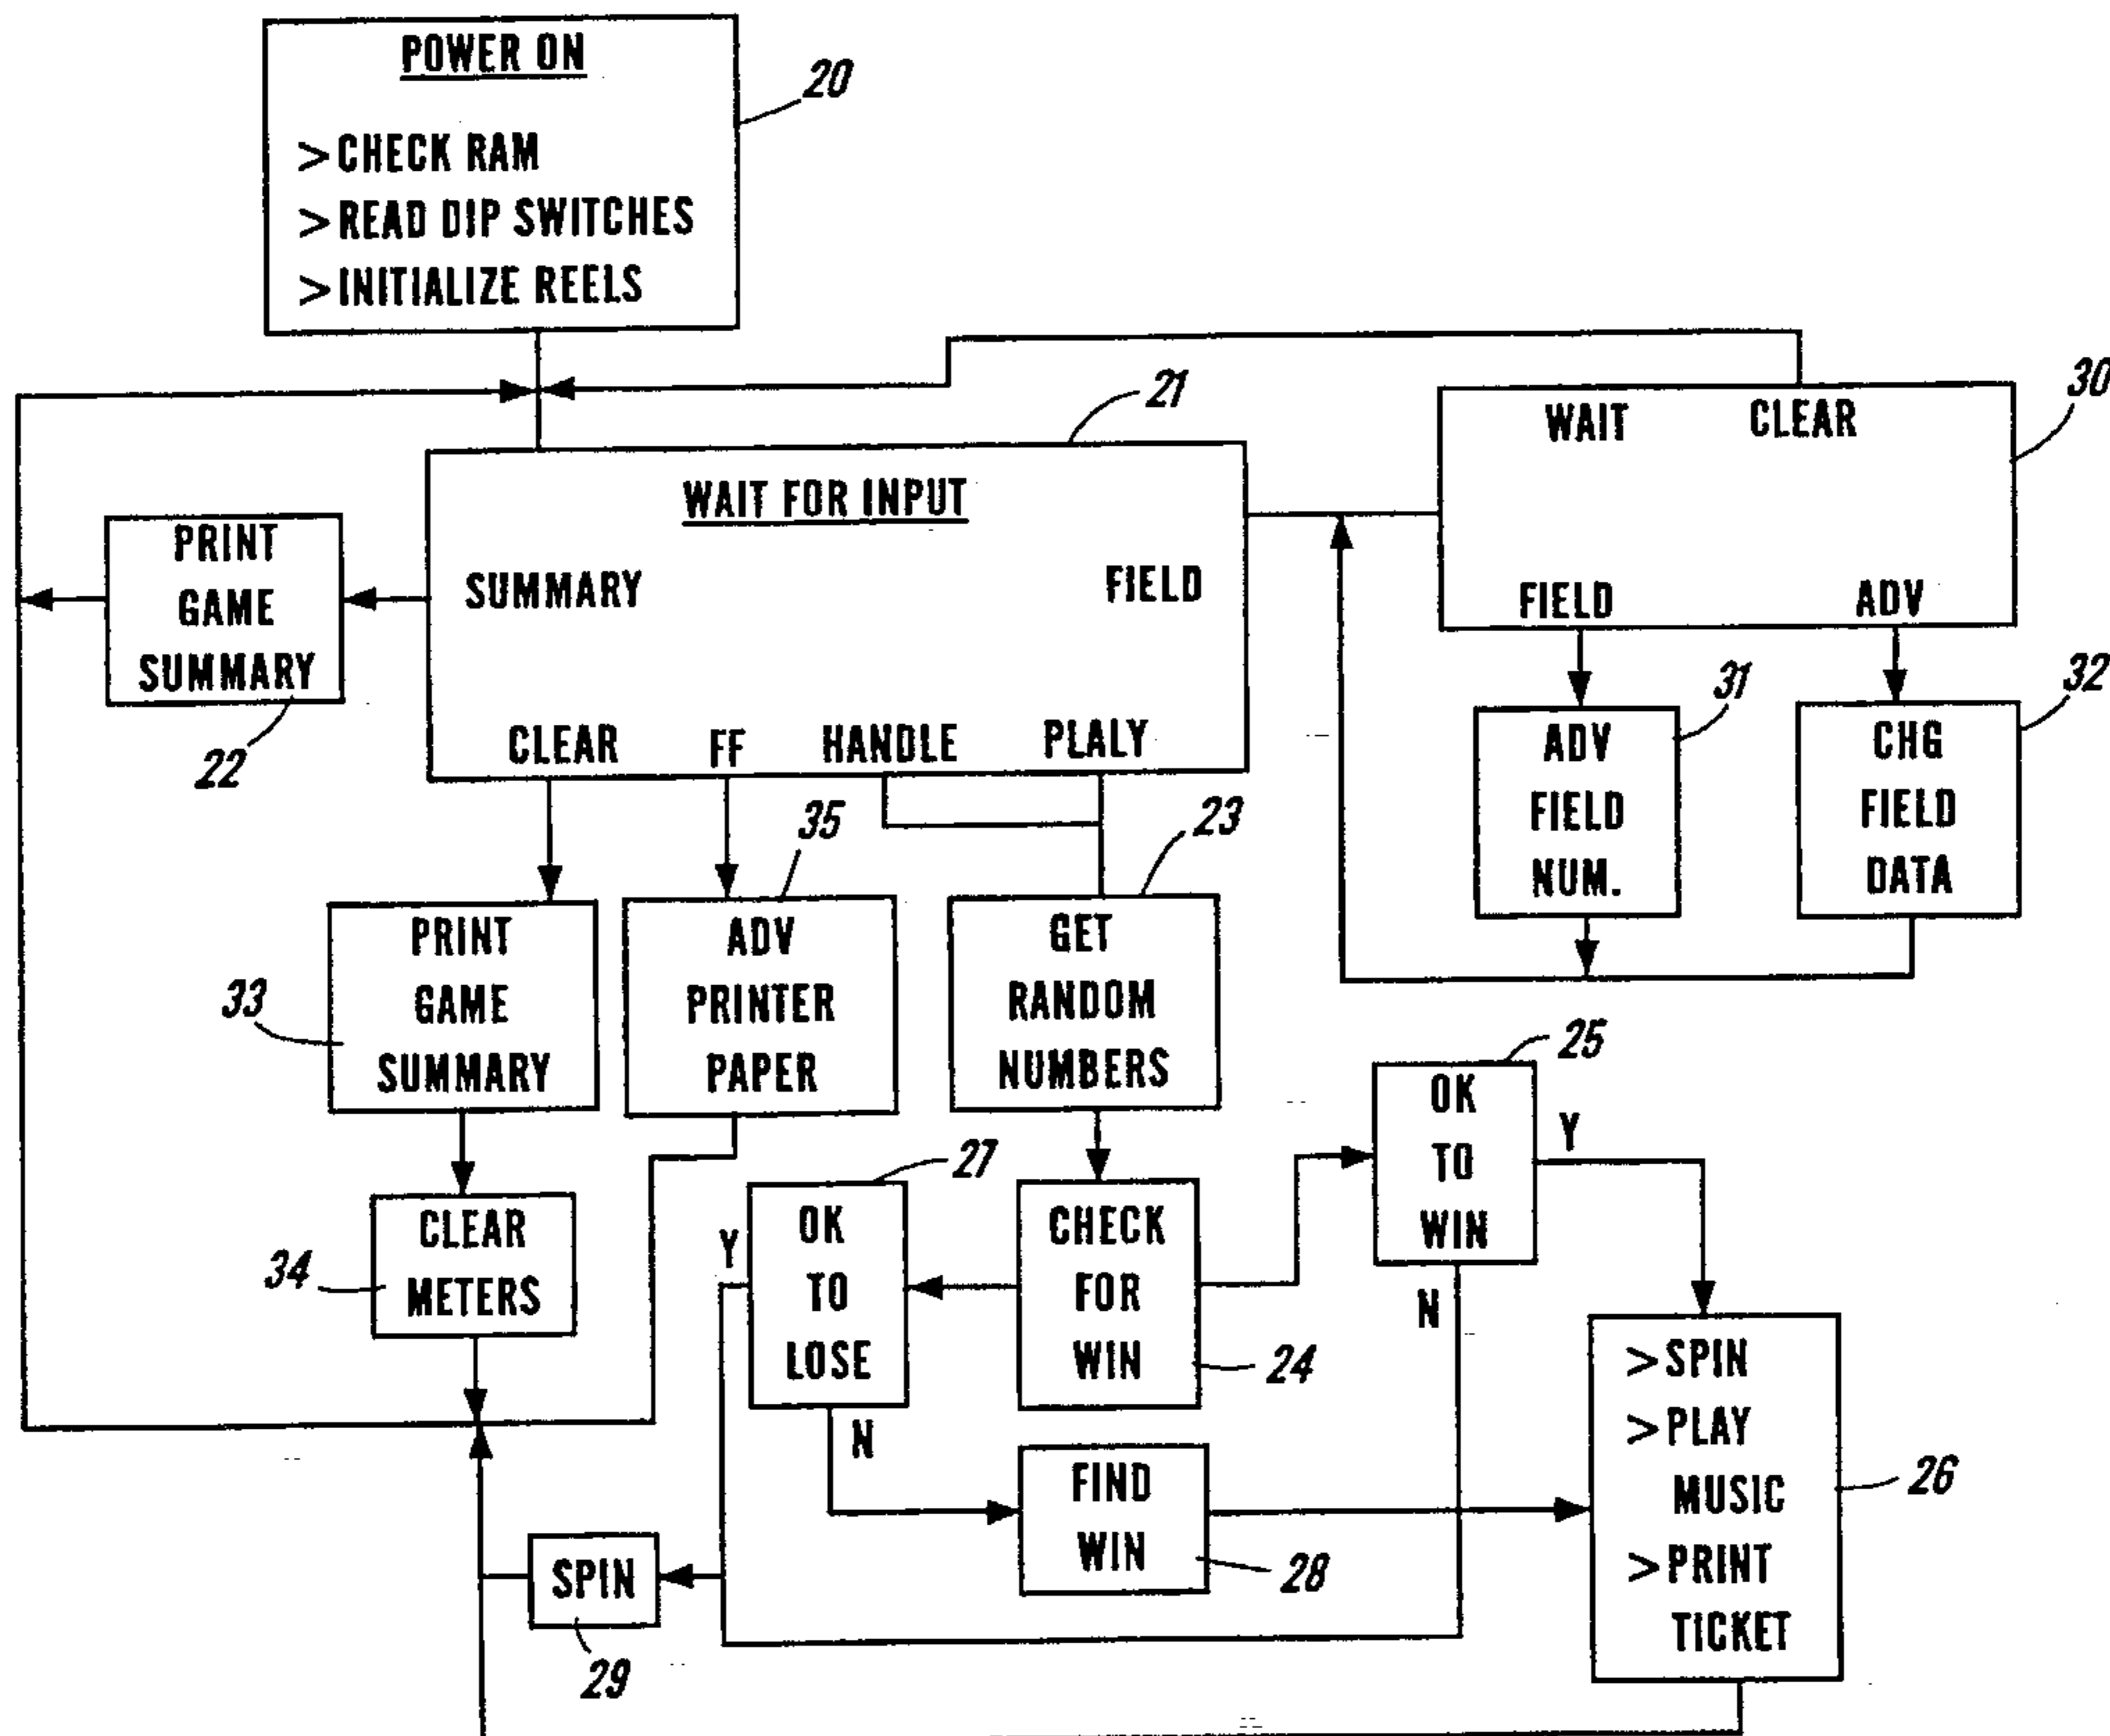 POWER ON
>CHECK RAM
>READ DIP SWITCHES
>INITIALIZE REELS
20
21
WAIT FOR INPUT
SUMMARY
FIELD
CLEAR
FF
HANDLE
PLALY
30
WAIT
CLEAR
FIELD
ADV
PRINT
GAME
SUMMARY
22
31
ADV
FIELD
NUM.
32
CHG
FIELD
DATA
33
PRINT
GAME
SUMMARY
35
ADV
PRINTER
PAPER
23
GET
RANDOM
NUMBERS
34
CLEAR
METERS
27
OK
TO
LOSE
Y
N
CHECK
FOR
WIN
24
25
OK
TO
WIN
Y
N
FIND
WIN
28
>SPIN
>PLAY
MUSIC
>PRINT
TICKET
26
SPIN
29